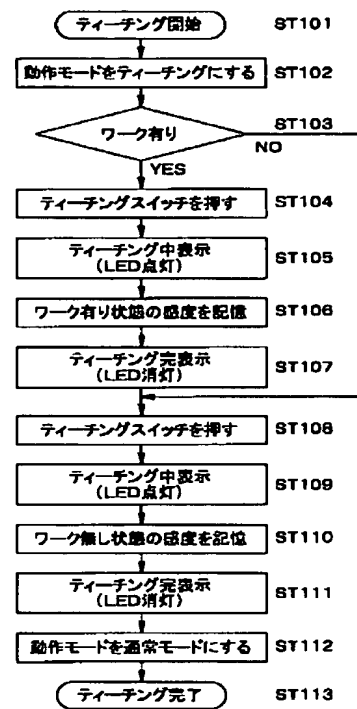 ティーチング開始 ST101
動作モードをティーチングにする ST102
ワーク有り ST103
NO
YES
ティーチングスイッチを押す ST104
ティーチング中表示 ST105
(LED点灯)
ワーク有り状態の感度を記憶 ST106
ティーチング完表示 ST107
(LED消灯)
ティーチングスイッチを押す ST108
ティーチング中表示 ST109
(LED点灯)
ワーク無し状態の感度を記憶 ST110
ティーチング完表示 ST111
(LED消灯)
動作モードを通常モードにする ST112
ティーチング完了 ST113